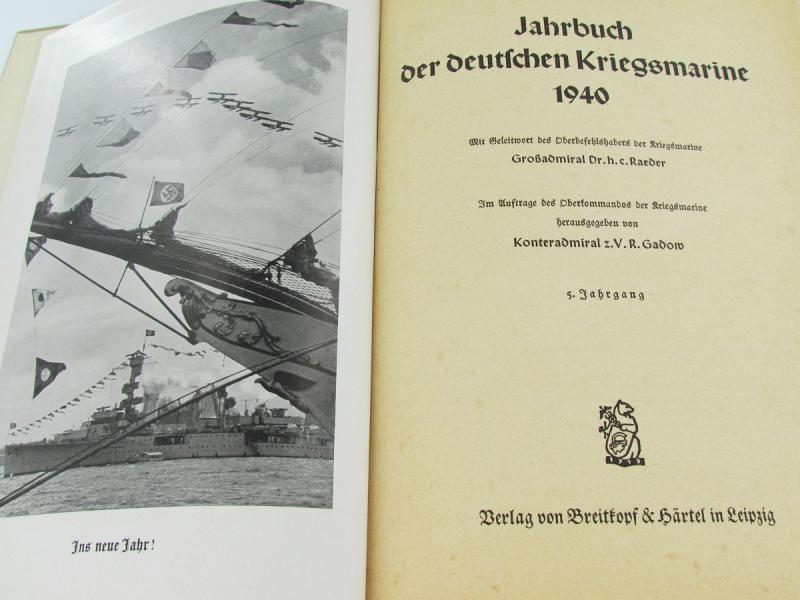 Ins neue Jahr!
Jahrbuch
der deutschen Kriegsmarine
1940
Mit Geleitwort des Oberbefehlshabers der Kriegsmarine
Großadmiral Dr. h. c. Raeder
Im Auftrage des Oberkommandos der Kriegsmarine
herausgegeben von
Konteradmiral z. V. R. Gadow
5. Jahrgang
1719
Verlag von Breitkopf & Härtel in Leipzig